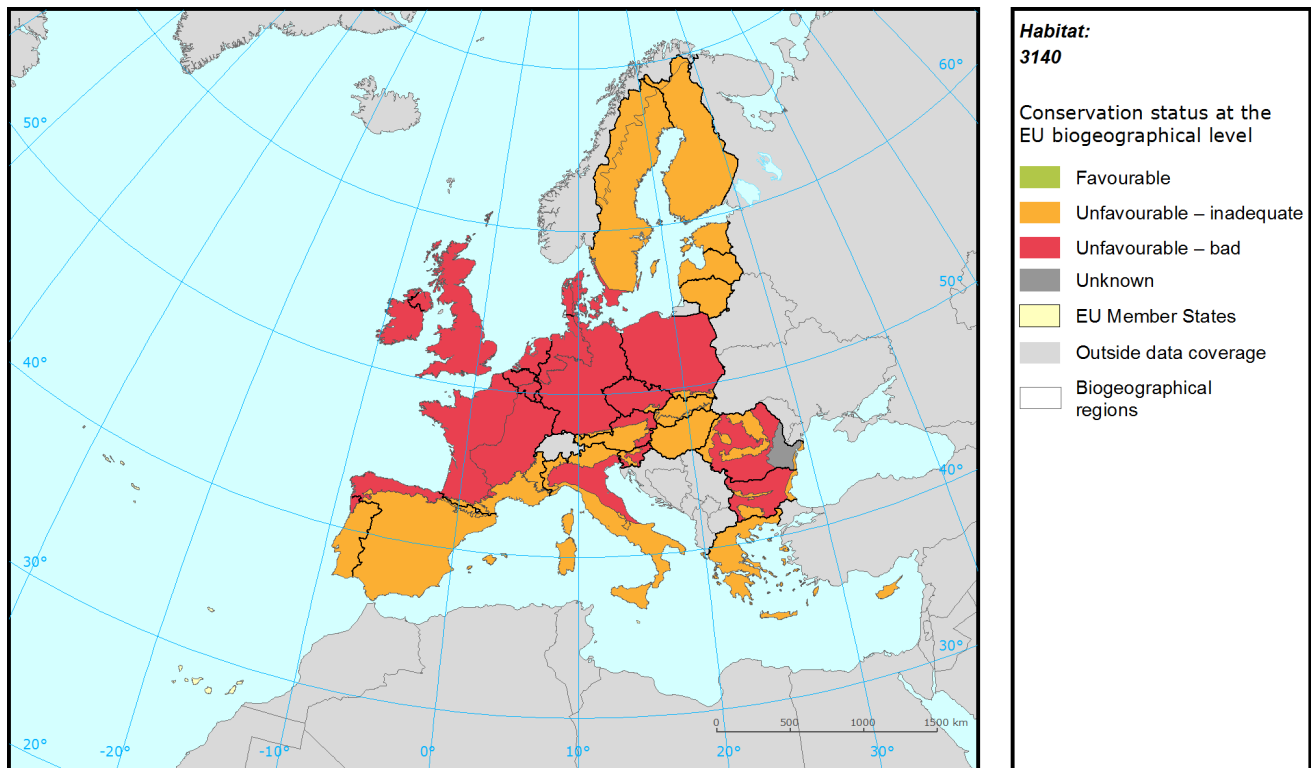 60°
50°
50°
40°
40°
30°
30°
0 500 1000 1500 km
20° -20° -10° 0° 10° 20° 30°
Habitat:
3140
Conservation status at the
EU biogeographical level
Favourable
Unfavourable – inadequate
Unfavourable – bad
Unknown
EU Member States
Outside data coverage
Biogeographical
regions